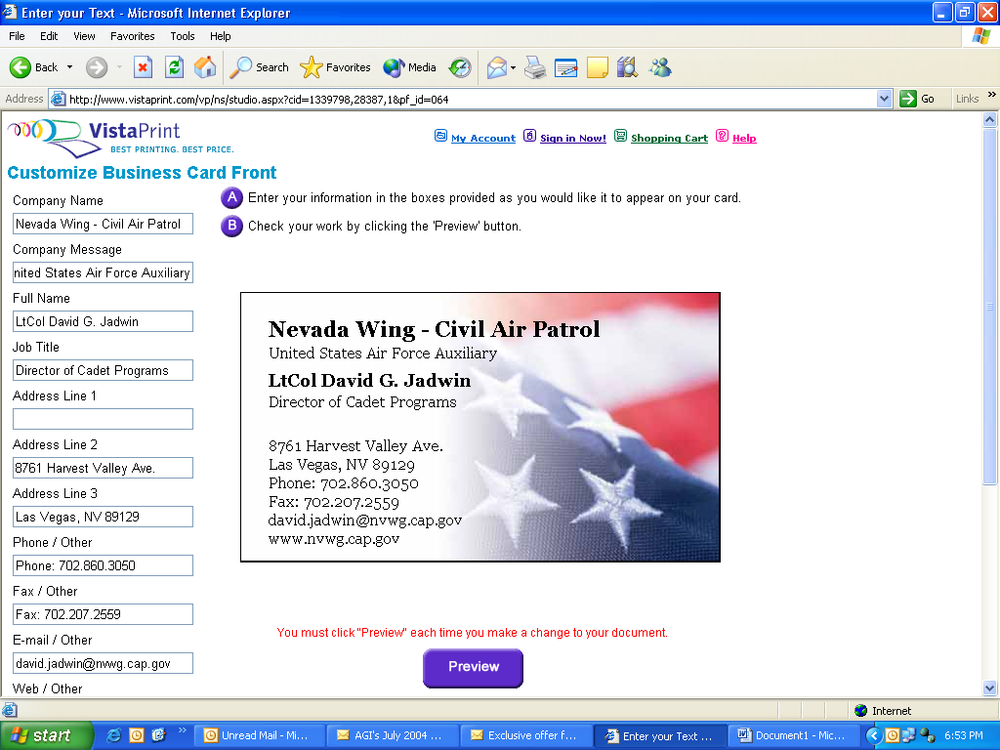 Enter your Text - Microsoft Internet Explorer
File Edit View Favorites Tools Help
Back Search Favorites Media
Address http://www.vistaprint.com/vp/ns/studio.aspx?cid=1339798,28387,1&pf_id=064 Go Links »
VistaPrint
BEST PRINTING. BEST PRICE.
My Account Sign in Now! Shopping Cart ? Help
Customize Business Card Front
A Enter your information in the boxes provided as you would like it to appear on your card.
B Check your work by clicking the 'Preview' button.
Company Name
Nevada Wing - Civil Air Patrol
Company Message
nited States Air Force Auxiliary
Full Name
LtCol David G. Jadwin
Job Title
Director of Cadet Programs
Address Line 1
Address Line 2
8761 Harvest Valley Ave.
Address Line 3
Las Vegas, NV 89129
Phone / Other
Phone: 702.860.3050
Fax / Other
Fax: 702.207.2559
E-mail / Other
david.jadwin@nvwg.cap.gov
Web / Other
Nevada Wing - Civil Air Patrol
United States Air Force Auxiliary
LtCol David G. Jadwin
Director of Cadet Programs
8761 Harvest Valley Ave.
Las Vegas, NV 89129
Phone: 702.860.3050
Fax: 702.207.2559
david.jadwin@nvwg.cap.gov
www.nvwg.cap.gov
You must click "Preview" each time you make a change to your document.
Preview
Internet
start » Unread Mail - Mi... AGI's July 2004 ... Exclusive offer f... Enter your Text ... Document1 - Mic... 6:53 PM